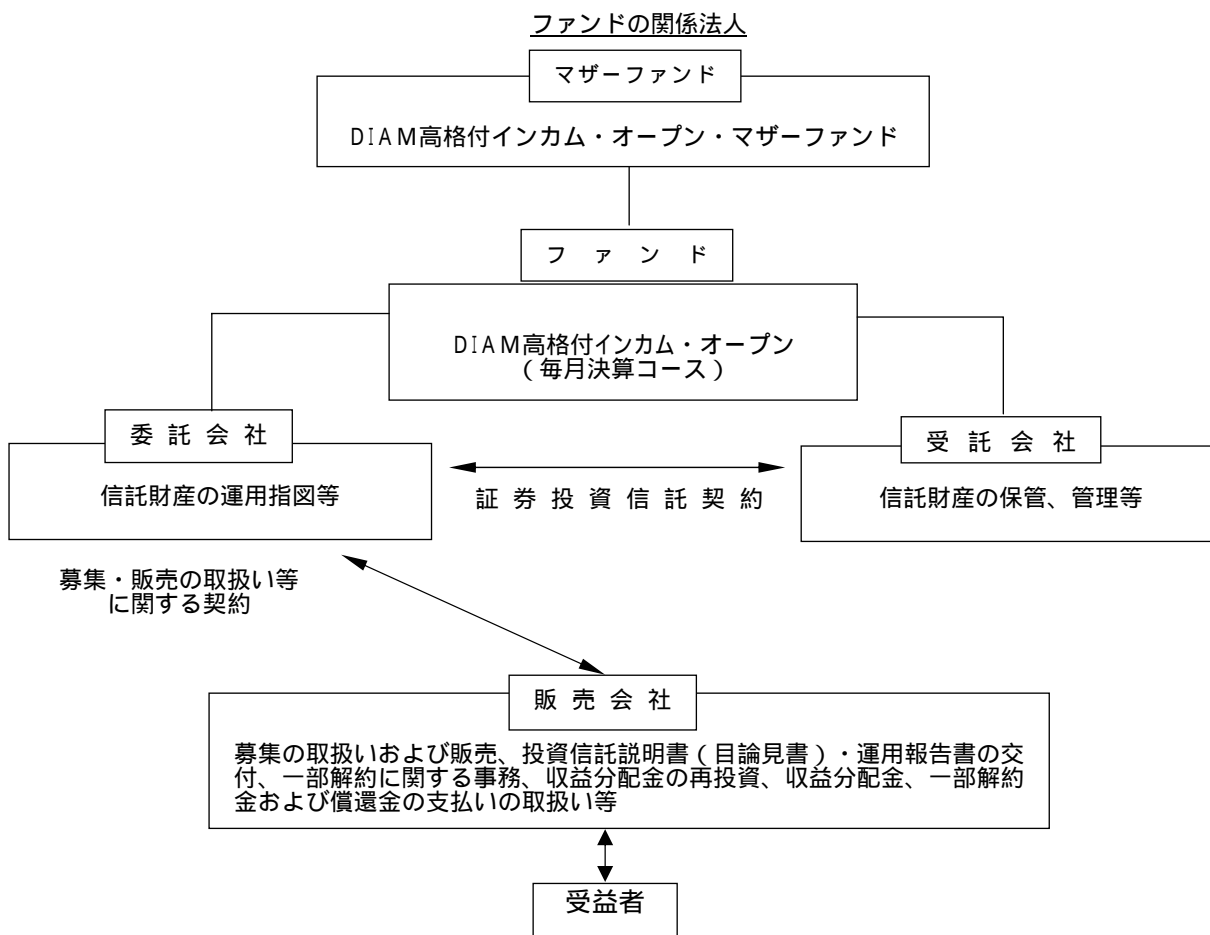 ファンドの関係法人
マザーファンド
DIAM高格付インカム・オープン・マザーファンド
ファンド
DIAM高格付インカム・オープン
（毎月決算コース）
委託会社
信託財産の運用指図等
証券投資信託契約
受託会社
信託財産の保管、管理等
募集・販売の取扱い等
に関する契約
販売会社
募集の取扱いおよび販売、投資信託説明書（目論見書）・運用報告書の交
付、一部解約に関する事務、収益分配金の再投資、収益分配金、一部解約
金および償還金の支払いの取扱い等
受益者